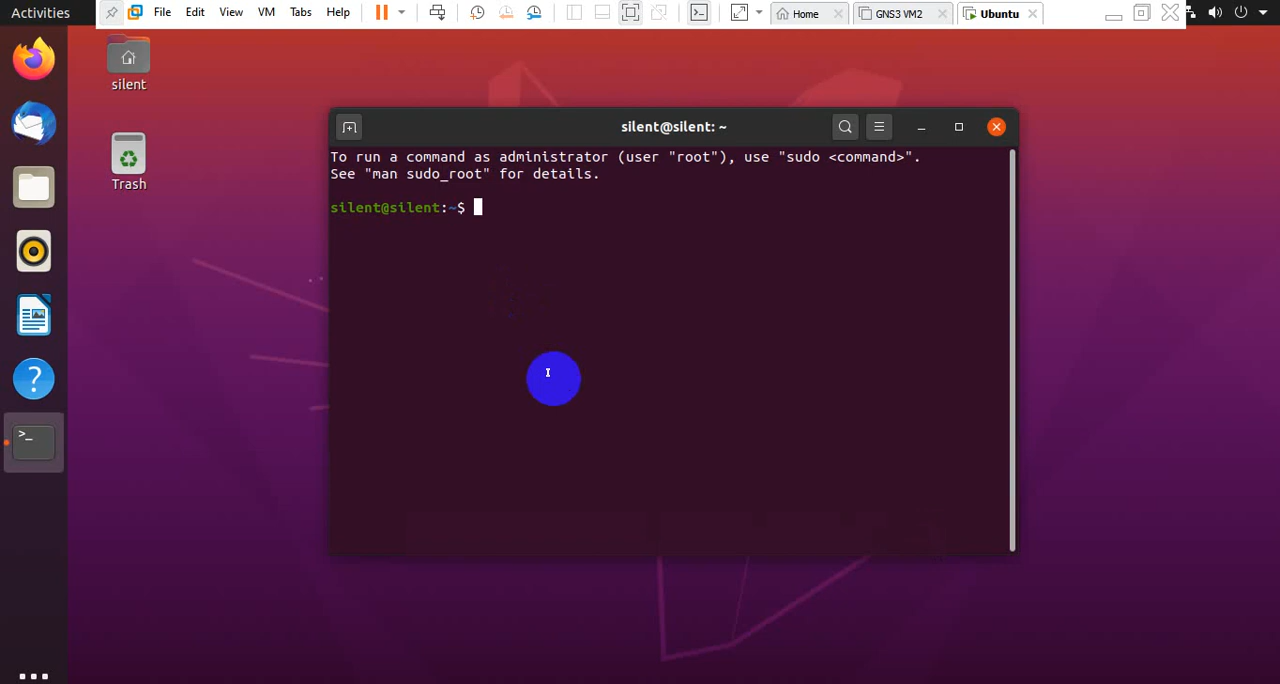 Activities
File Edit View VM Tabs Help
Home
GNS3 VM2
Ubuntu
silent
Trash
silent@silent: ~
To run a command as administrator (user "root"), use "sudo <command>".
See "man sudo_root" for details.
silent@silent:~$